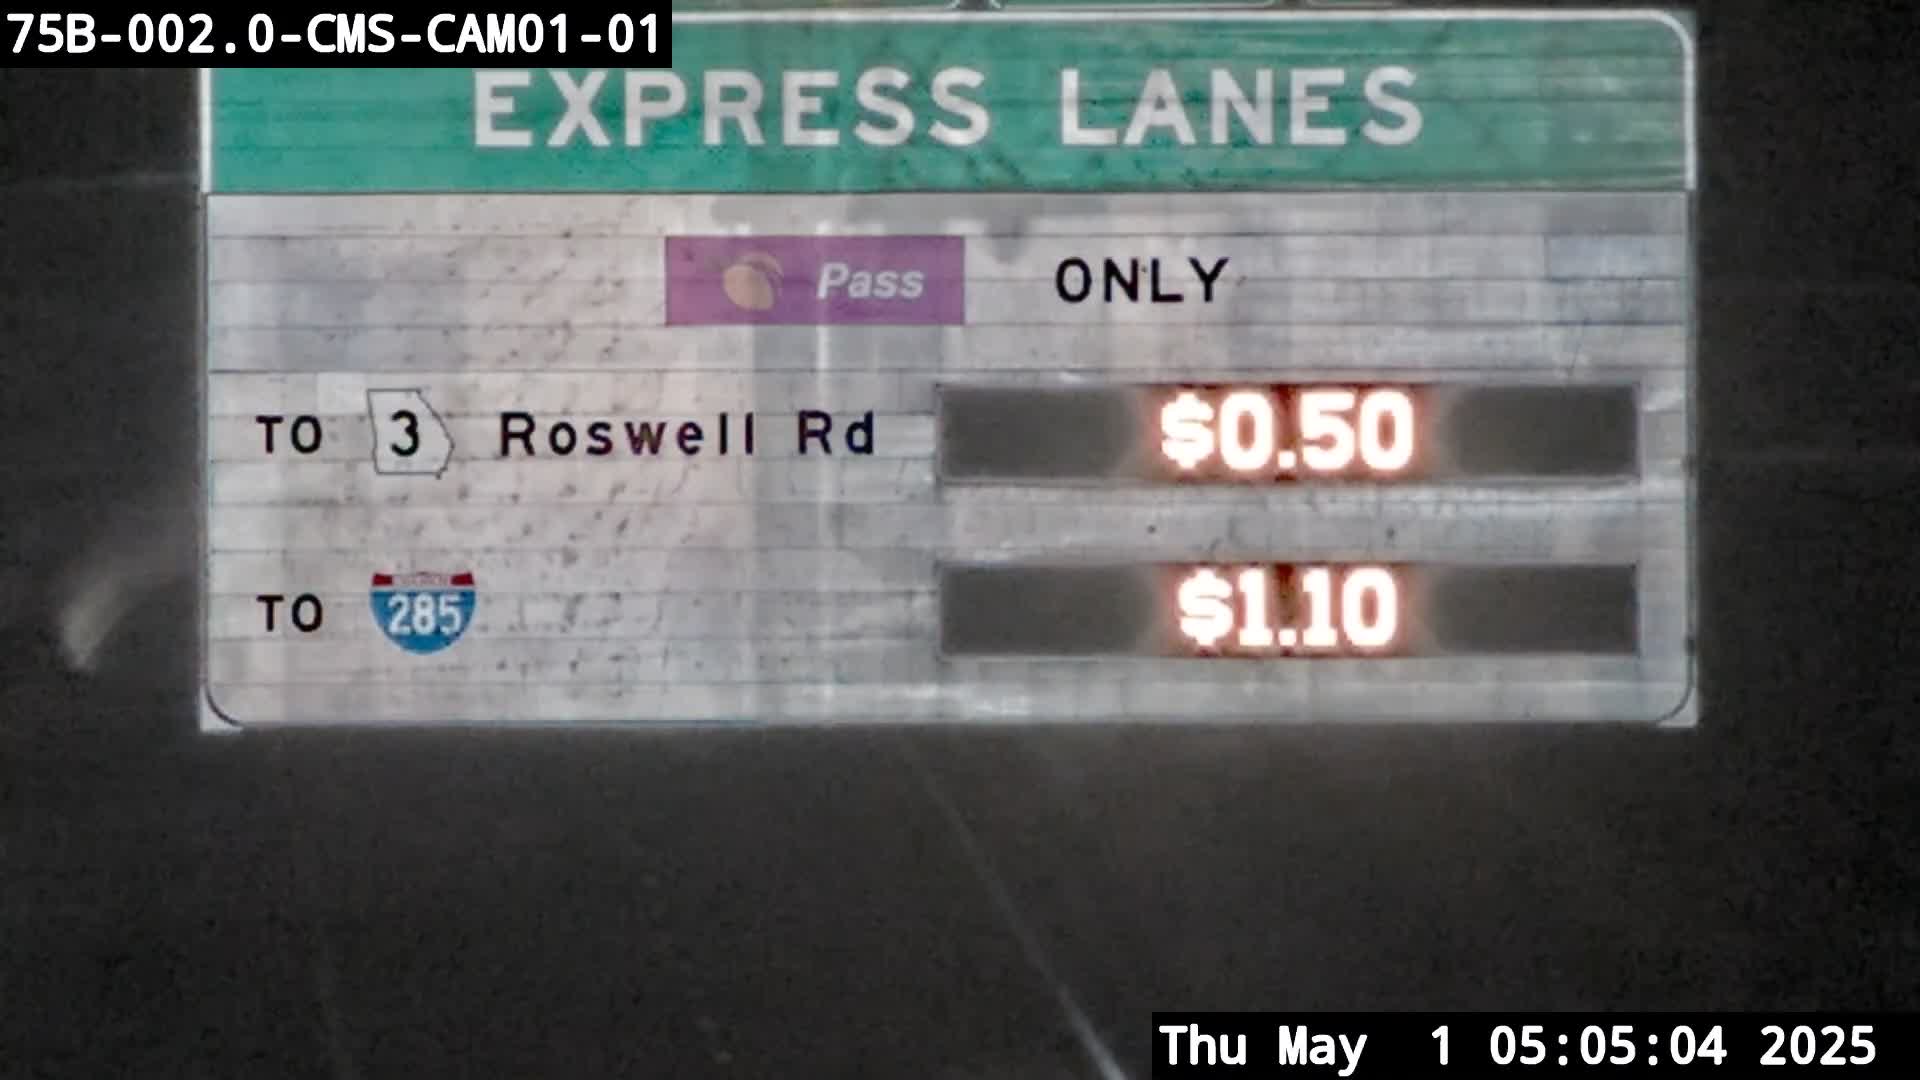 75B-002.0-CMS-CAM01-01
EXPRESS LANES
Pass ONLY
TO 3 Roswell Rd $0.50
TO 285 $1.10
Thu May 1 05:05:04 2025